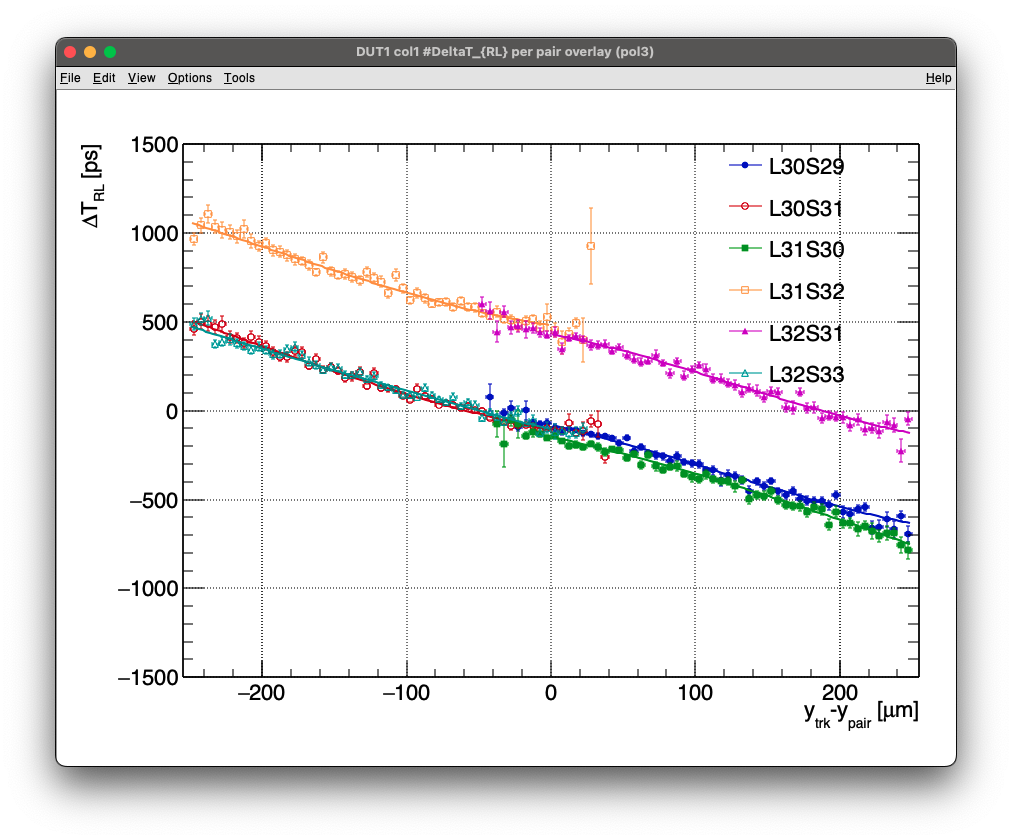 DUT1 col1 #DeltaT_{RL} per pair overlay (pol3)
File Edit View Options Tools Help
ΔT_RL [ps]
1500
1000
500
0
−500
−1000
−1500
L30S29
L30S31
L31S30
L31S32
L32S31
L32S33
−200 −100 0 100 200
y_trk-y_pair [μm]